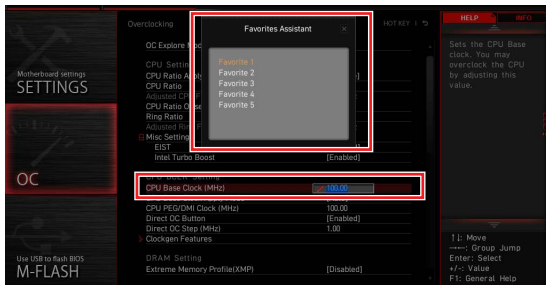 Overclocking
HOT KEY
HELP
INFO
Favorites Assistant
Favorite 1
Favorite 2
Favorite 3
Favorite 4
Favorite 5
Motherboard settings
SETTINGS
OC
Use USB to flash BIOS
M-FLASH
OC Explore
CPU Ratio
CPU Ratio
Adjusted CPU
CPU Ratio
Ring Ratio
Adjusted Ring
Misc Setting
EIST
Intel Turbo Boost [Enabled]
CPU Base Clock (MHz) 100.00
CPU PEG/DMI Clock (MHz) 100.00
Direct OC Button [Enabled]
Direct OC Step (MHz) 1.00
Clockgen Features
DRAM Setting
Extreme Memory Profile(XMP) [Disabled]
Sets the CPU Base
clock. You may
overclock the CPU
by adjusting this
value.
↑↓: Move
→←: Group Jump
Enter: Select
+/-: Value
F1: General Help